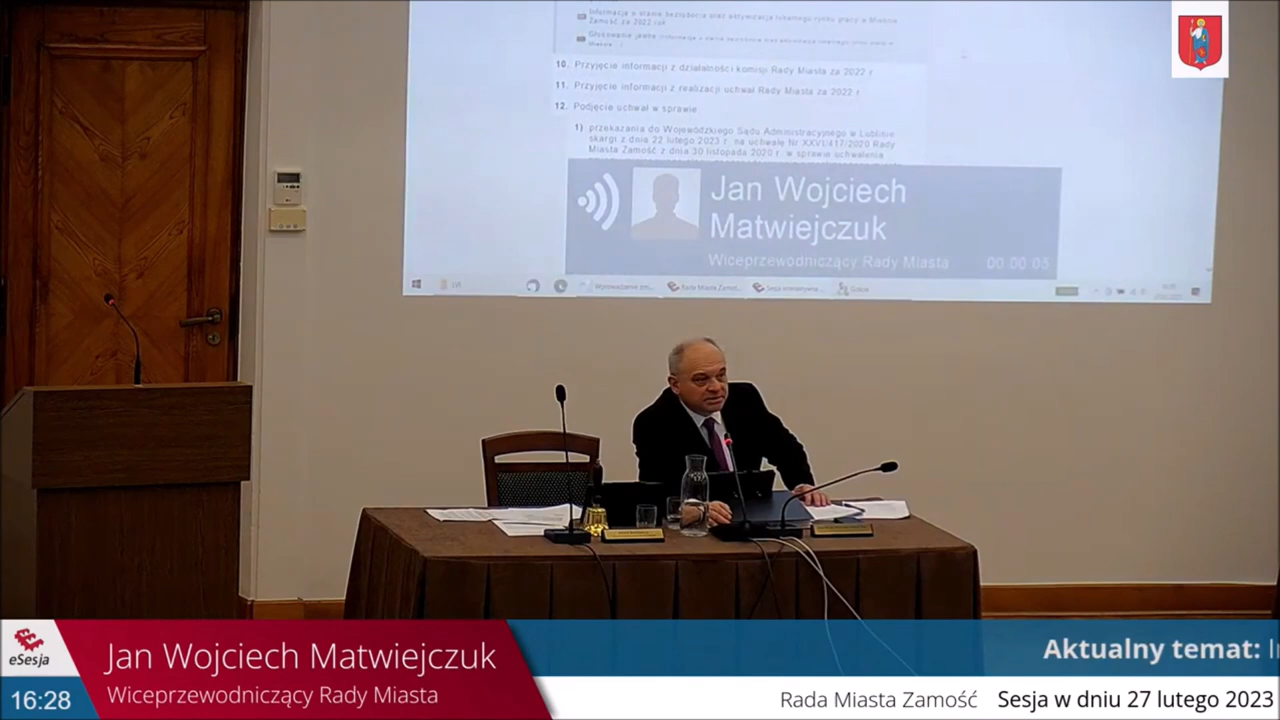 Informacja o stanie bezrobocia oraz aktywizacja lokalnego rynku pracy w Mieście
Zamość za 2022 rok
10. Przyjęcie informacji z działalności komisji Rady Miasta za 2022 r
11. Przyjęcie informacji z realizacji uchwał Rady Miasta za 2022 r
12. Podjęcie uchwał w sprawie
1) przekazania do Wojewódzkiego Sądu Administracyjnego w Lublinie
skargi z dnia 22 lutego 2023 r. na uchwałę Nr XXVI/417/2020 Rady
Miasta Zamość z dnia 30 listopada 2020 r. w sprawie uchwalenia
Jan Wojciech
Matwiejczuk
Wiceprzewodniczący Rady Miasta 00:00:05
eSesja
Jan Wojciech Matwiejczuk
Wiceprzewodniczący Rady Miasta
16:28
Aktualny temat:
Rada Miasta Zamość Sesja w dniu 27 lutego 2023